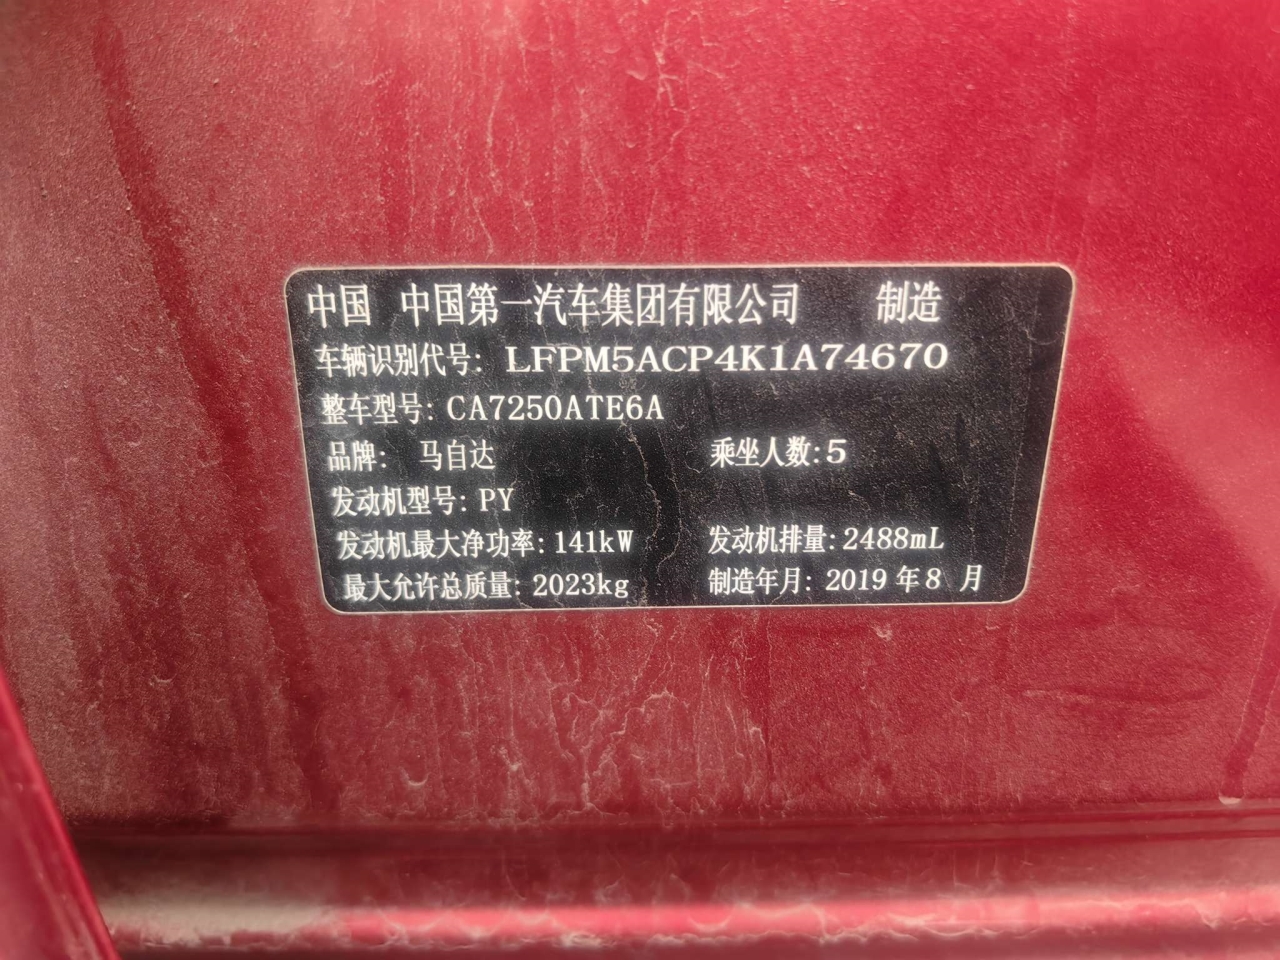 中国 中国第一汽车集团有限公司 制造
车辆识别代号: LFPM5ACP4K1A74670
整车型号: CA7250ATE6A
品牌: 马自达 乘坐人数: 5
发动机型号: PY
发动机最大净功率: 141kW 发动机排量: 2488mL
最大允许总质量: 2023kg 制造年月: 2019 年 8 月